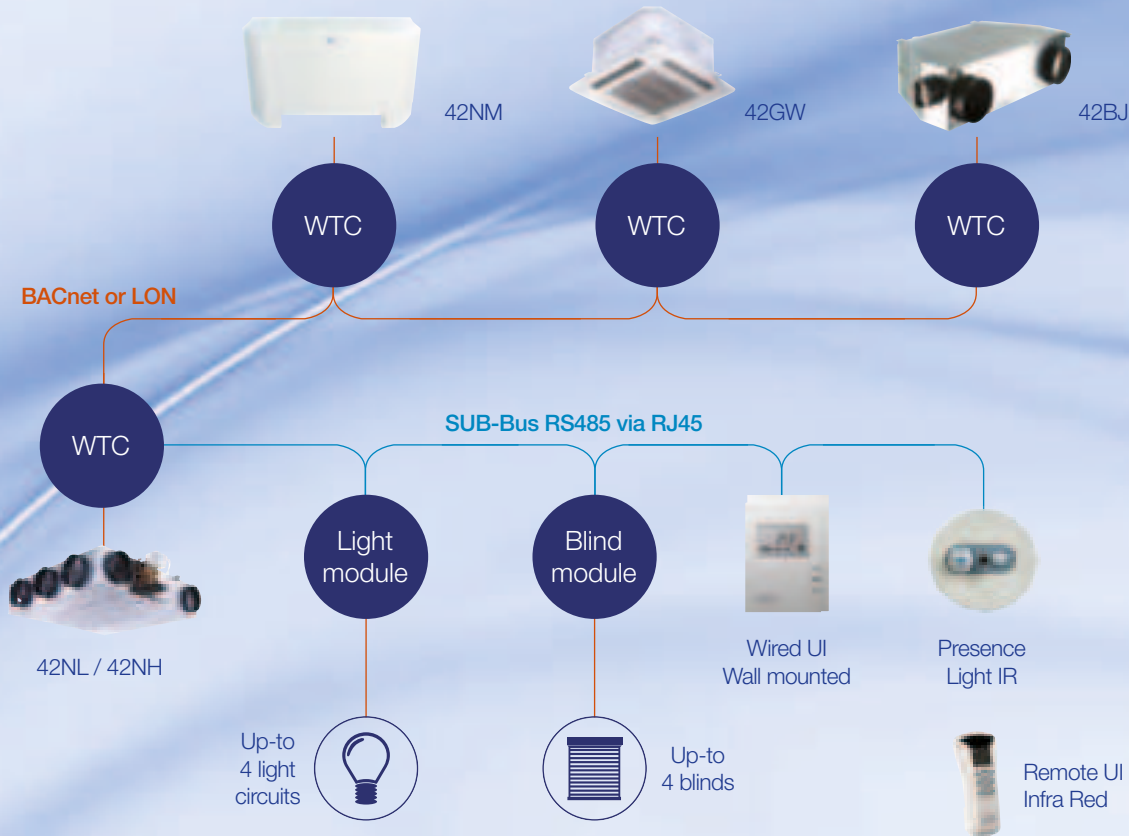 42NM
42GW
42BJ
WTC
WTC
WTC
BACnet or LON
WTC
SUB-Bus RS485 via RJ45
Light
module
Blind
module
42NL / 42NH
Wired UI
Wall mounted
Presence
Light IR
Up-to
4 light
circuits
Up-to
4 blinds
Remote UI
Infra Red